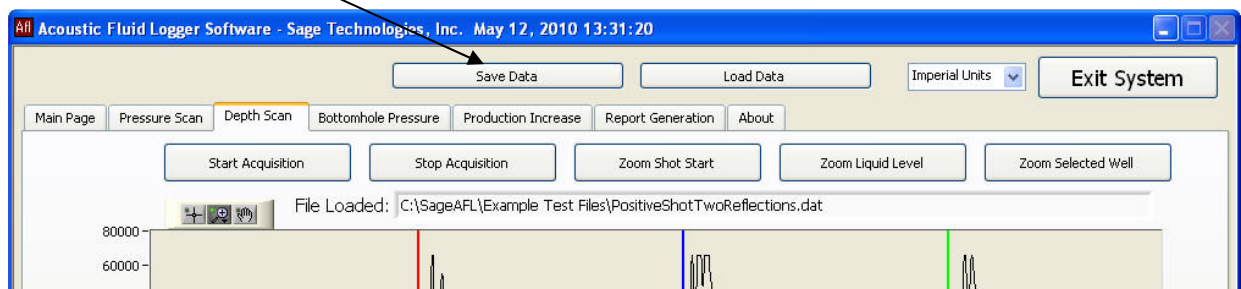 Afl Acoustic Fluid Logger Software - Sage Technologies, Inc. May 12, 2010 13:31:20
Save Data Load Data Imperial Units Exit System
Main Page Pressure Scan Depth Scan Bottomhole Pressure Production Increase Report Generation About
Start Acquisition Stop Acquisition Zoom Shot Start Zoom Liquid Level Zoom Selected Well
File Loaded: C:\SageAFL\Example Test Files\PositiveShotTwoReflections.dat
80000
60000